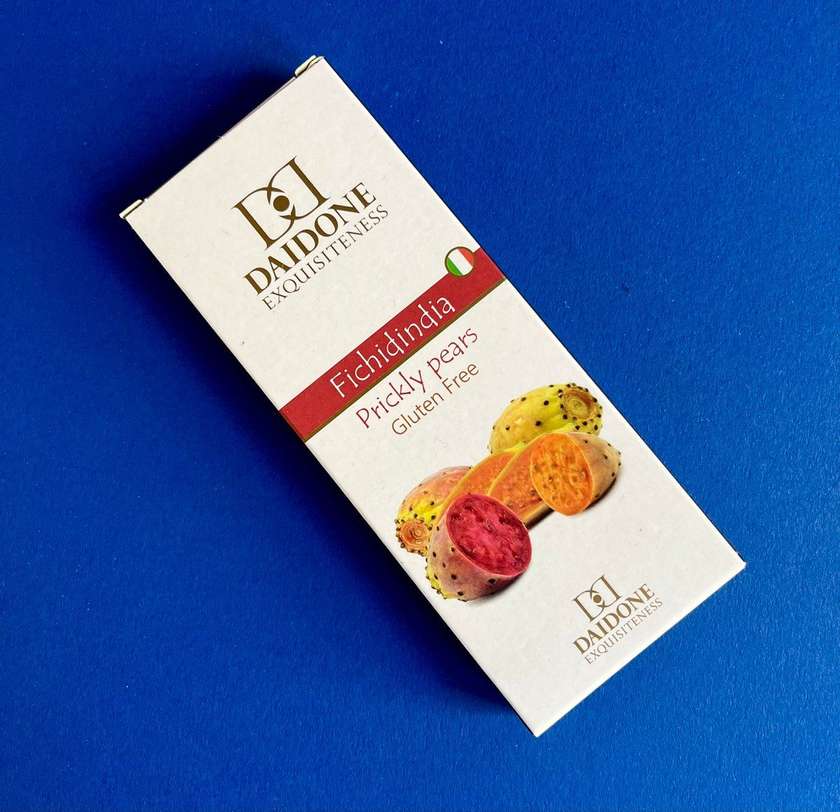 DAIDONE
EXQUISITENESS
Fichidindia
Prickly pears
Gluten Free
DAIDONE
EXQUISITENESS